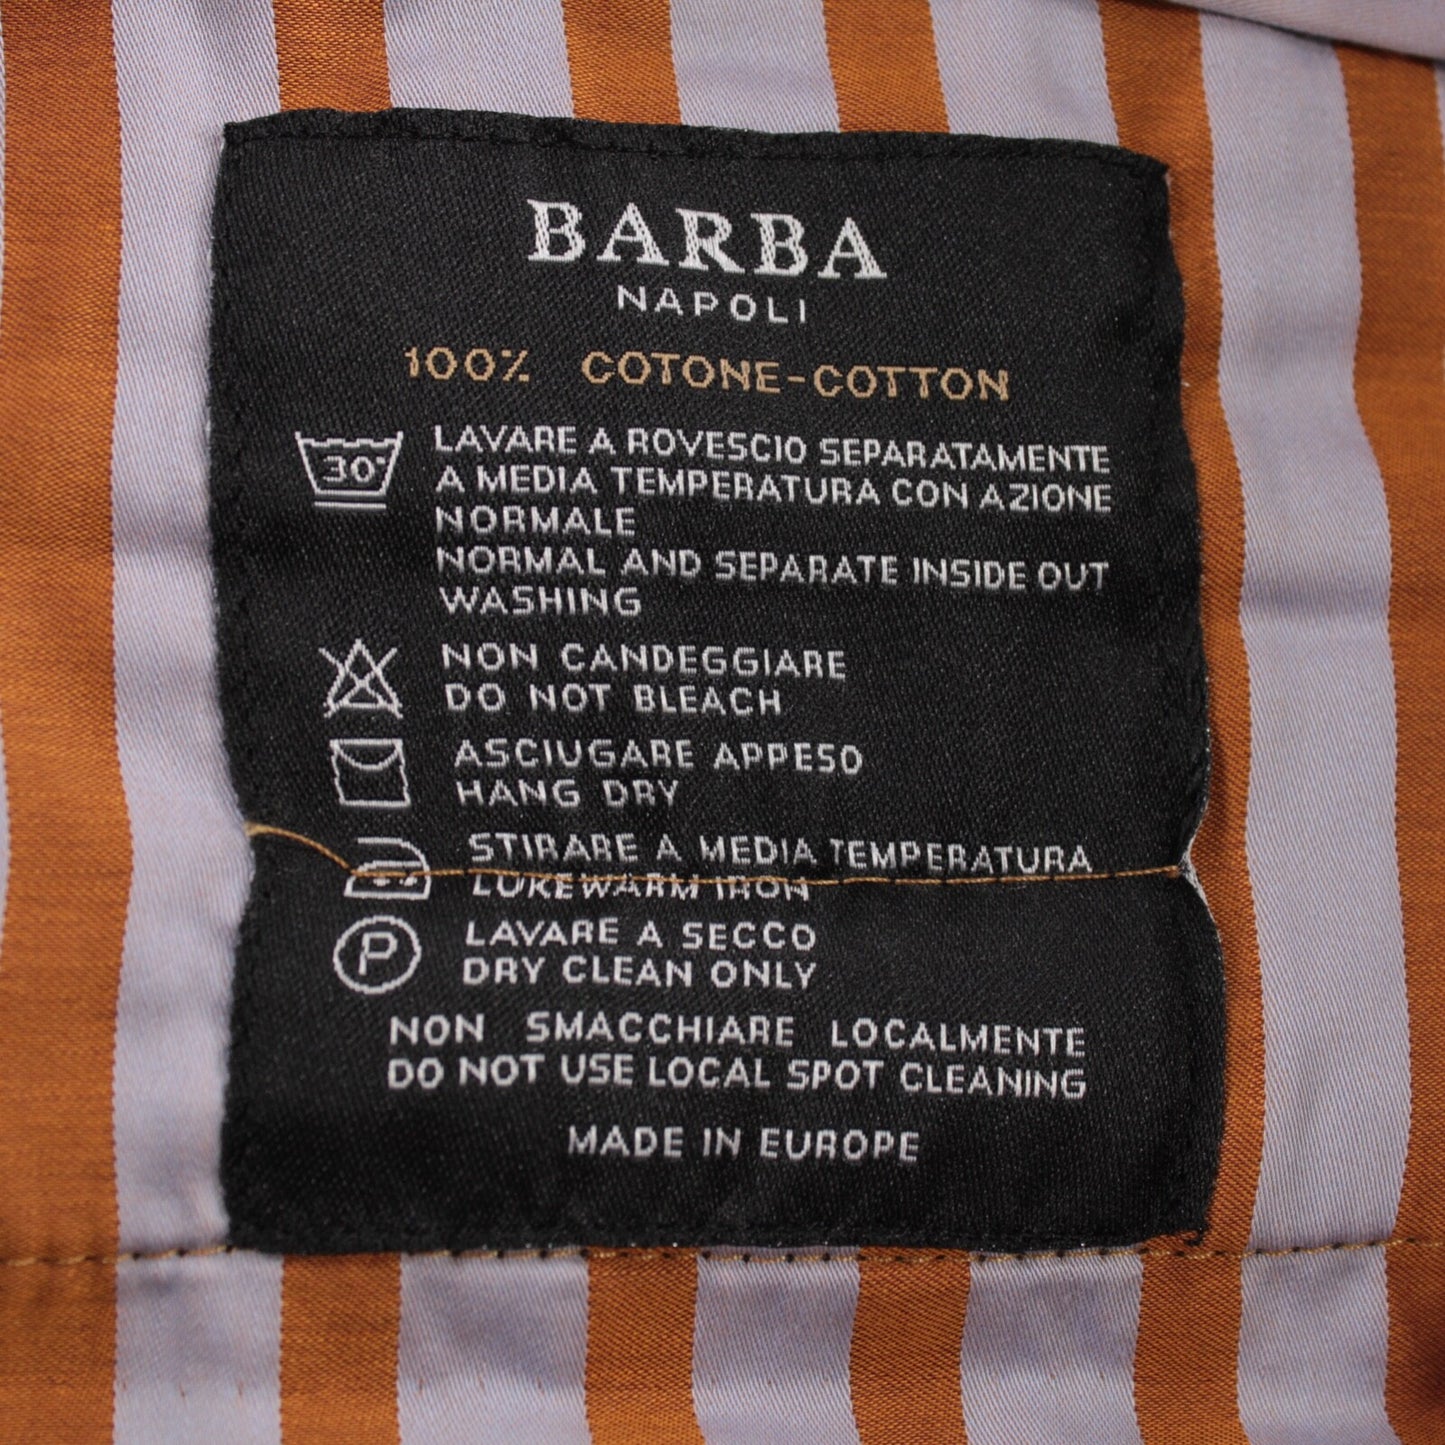 BARBA
NAPOLI
100% COTONE-COTTON
30°
LAVARE A ROVESCIO SEPARATAMENTE
A MEDIA TEMPERATURA CON AZIONE
NORMALE
NORMAL AND SEPARATE INSIDE OUT
WASHING
NON CANDEGGIARE
DO NOT BLEACH
ASCIUGARE APPESO
HANG DRY
STIRARE A MEDIA TEMPERATURA
LUKEWARM IRON
P
LAVARE A SECCO
DRY CLEAN ONLY
NON SMACCHIARE LOCALMENTE
DO NOT USE LOCAL SPOT CLEANING
MADE IN EUROPE